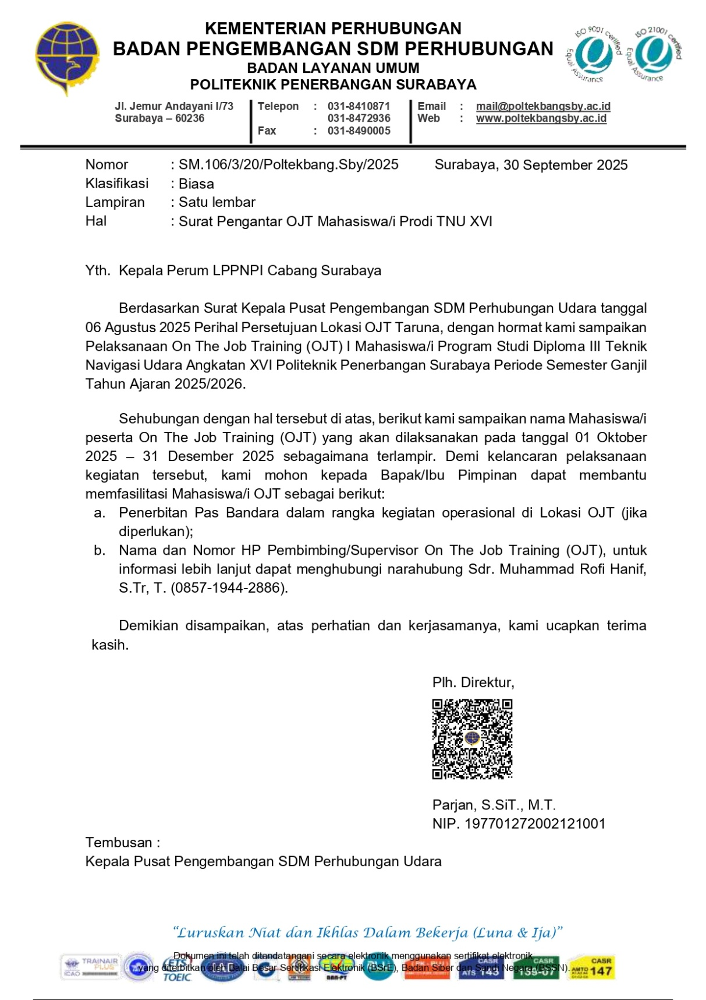 KEMENTERIAN PERHUBUNGAN
BADAN PENGEMBANGAN SDM PERHUBUNGAN
BADAN LAYANAN UMUM
POLITEKNIK PENERBANGAN SURABAYA
ISO 9001 certified
Equal Assurance
ISO 21001 certified
Equal Assurance
Jl. Jemur Andayani I/73
Surabaya – 60236
Telepon : 031-8410871
031-8472936
Fax : 031-8490005
Email : mail@poltekbangsby.ac.id
Web : www.poltekbangsby.ac.id
Nomor : SM.106/3/20/Poltekbang.Sby/2025 Surabaya, 30 September 2025
Klasifikasi : Biasa
Lampiran : Satu lembar
Hal : Surat Pengantar OJT Mahasiswa/i Prodi TNU XVI
Yth. Kepala Perum LPPNPI Cabang Surabaya
Berdasarkan Surat Kepala Pusat Pengembangan SDM Perhubungan Udara tanggal
06 Agustus 2025 Perihal Persetujuan Lokasi OJT Taruna, dengan hormat kami sampaikan
Pelaksanaan On The Job Training (OJT) I Mahasiswa/i Program Studi Diploma III Teknik
Navigasi Udara Angkatan XVI Politeknik Penerbangan Surabaya Periode Semester Ganjil
Tahun Ajaran 2025/2026.
Sehubungan dengan hal tersebut di atas, berikut kami sampaikan nama Mahasiswa/i
peserta On The Job Training (OJT) yang akan dilaksanakan pada tanggal 01 Oktober
2025 – 31 Desember 2025 sebagaimana terlampir. Demi kelancaran pelaksanaan
kegiatan tersebut, kami mohon kepada Bapak/Ibu Pimpinan dapat membantu
memfasilitasi Mahasiswa/i OJT sebagai berikut:
a. Penerbitan Pas Bandara dalam rangka kegiatan operasional di Lokasi OJT (jika
diperlukan);
b. Nama dan Nomor HP Pembimbing/Supervisor On The Job Training (OJT), untuk
informasi lebih lanjut dapat menghubungi narahubung Sdr. Muhammad Rofi Hanif,
S.Tr, T. (0857-1944-2886).
Demikian disampaikan, atas perhatian dan kerjasamanya, kami ucapkan terima
kasih.
Plh. Direktur,
Parjan, S.SiT., M.T.
NIP. 197701272002121001
Tembusan :
Kepala Pusat Pengembangan SDM Perhubungan Udara
“Luruskan Niat dan Ikhlas Dalam Bekerja (Luna & Ija)”
Dokumen ini telah ditandatangani secara elektronik menggunakan sertifikat elektronik
yang diterbitkan oleh Balai Besar Sertifikasi Elektronik (BSrE), Badan Siber dan Sandi Negara (BSSN).
TRAINAIR
PLUS
ICAO
ETS
TOEIC
BAN-PT
CASR
ATS 143
CASR
139-07
CASR
AMTO 147